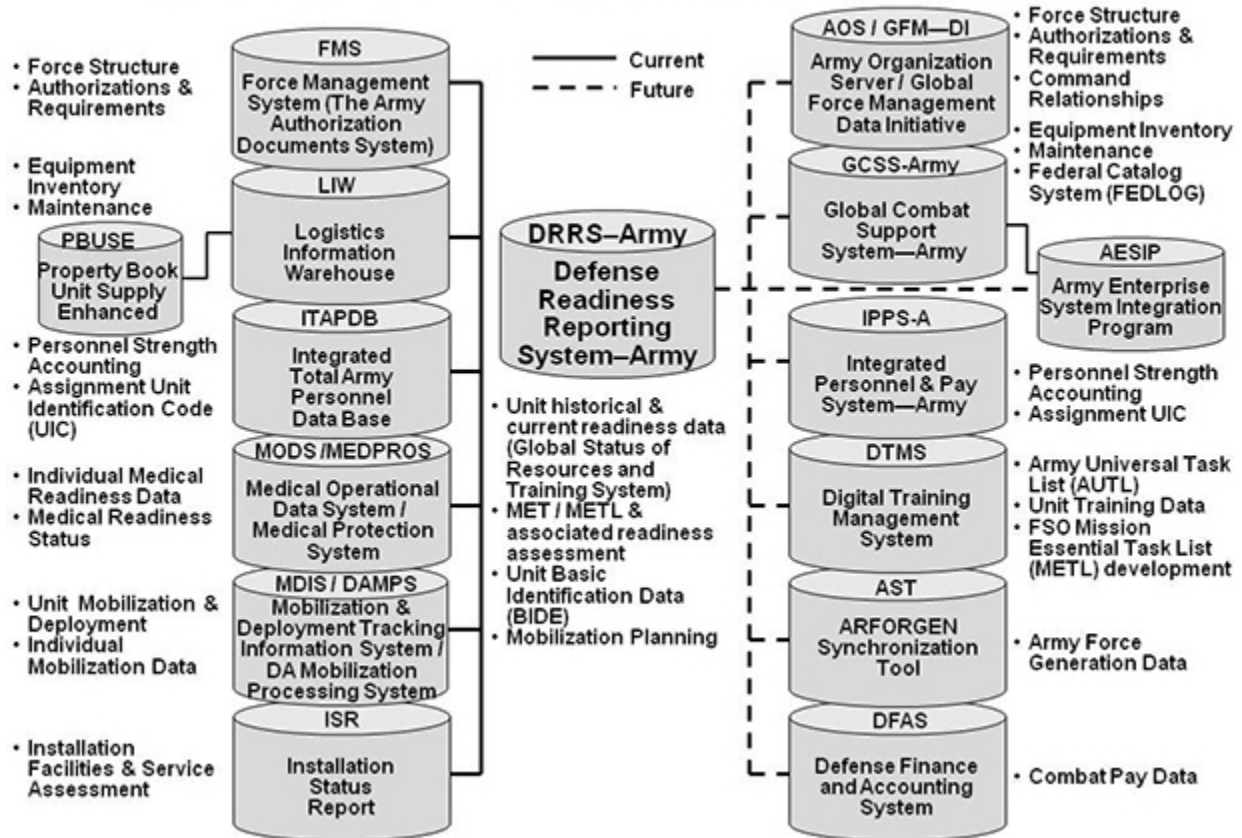 • Force Structure
• Authorizations &
Requirements
• Equipment
Inventory
• Maintenance
PBUSE
Property Book
Unit Supply
Enhanced
• Personnel Strength
Accounting
• Assignment Unit
Identification Code
(UIC)
• Individual Medical
Readiness Data
• Medical Readiness
Status
• Unit Mobilization &
Deployment
• Individual
Mobilization Data
• Installation
Facilities & Service
Assessment
FMS
Force Management
System (The Army
Authorization
Documents System)
LIW
Logistics
Information
Warehouse
ITAPDB
Integrated
Total Army
Personnel
Data Base
MODS /MEDPROS
Medical Operational
Data System /
Medical Protection
System
MDIS / DAMPS
Mobilization &
Deployment Tracking
Information System /
DA Mobilization
Processing System
ISR
Installation
Status
Report
Current
Future
DRRS–Army
Defense
Readiness
Reporting
System–Army
• Unit historical &
current readiness data
(Global Status of
Resources and
Training System)
• MET / METL &
associated readiness
assessment
• Unit Basic
Identification Data
(BIDE)
• Mobilization Planning
AOS / GFM—DI
Army Organization
Server / Global
Force Management
Data Initiative
GCSS-Army
Global Combat
Support
System—Army
IPPS-A
Integrated
Personnel & Pay
System—Army
DTMS
Digital Training
Management
System
AST
ARFORGEN
Synchronization
Tool
DFAS
Defense Finance
and Accounting
System
• Force Structure
• Authorizations &
Requirements
• Command
Relationships
• Equipment Inventory
• Maintenance
• Federal Catalog
System (FEDLOG)
AESIP
Army Enterprise
System Integration
Program
• Personnel Strength
Accounting
• Assignment UIC
• Army Universal Task
List (AUTL)
• Unit Training Data
• FSO Mission
Essential Task List
(METL) development
• Army Force
Generation Data
• Combat Pay Data